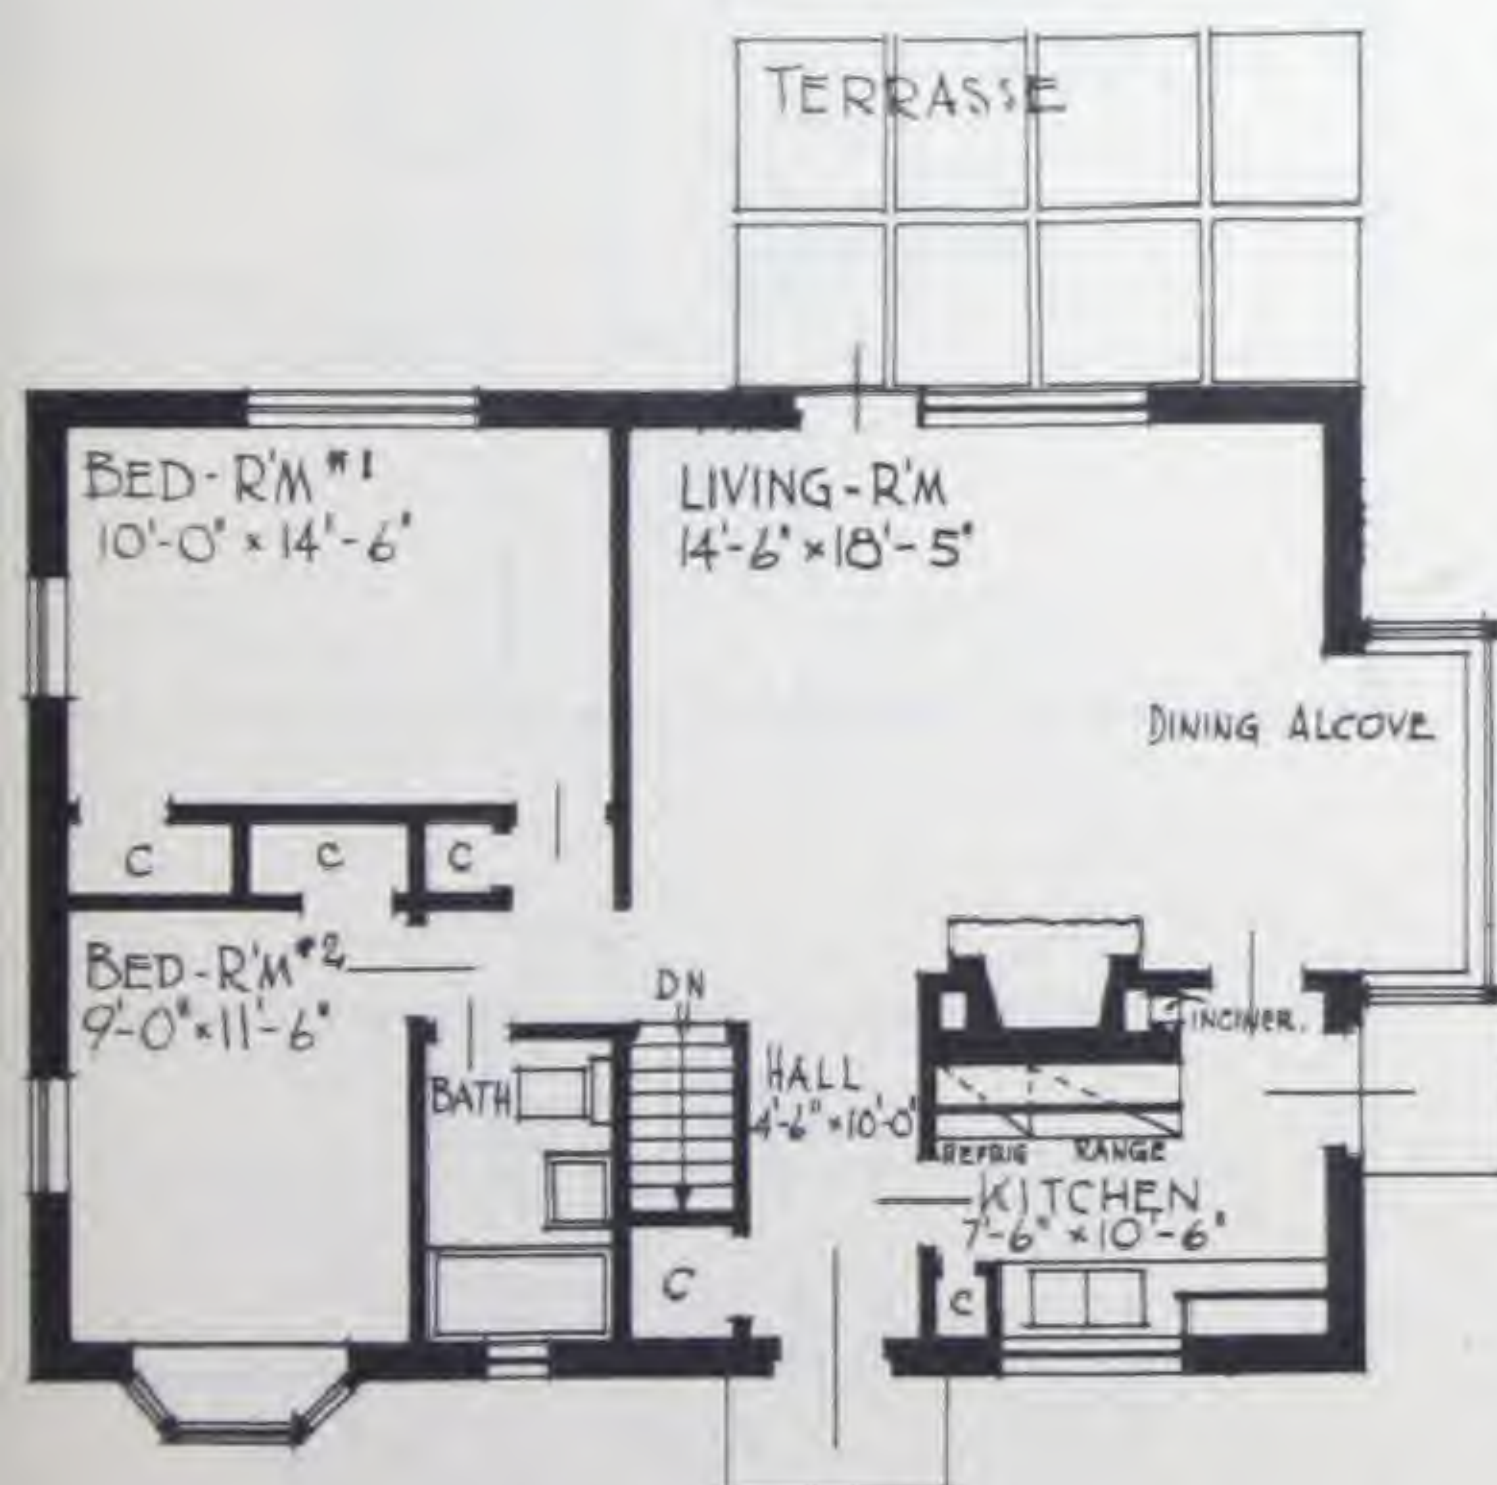 TERRASSE
BED-R'M #1
10'-0" x 14'-6"
LIVING-R'M
14'-6" x 18'-5"
DINING ALCOVE
C
C
C
BED-R'M #2
9'-0" x 11'-6"
DN
INCINER.
BATH
HALL
4'-6" x 10'-0"
REFRIG
RANGE
KITCHEN
7'-6" x 10'-6"
C
C